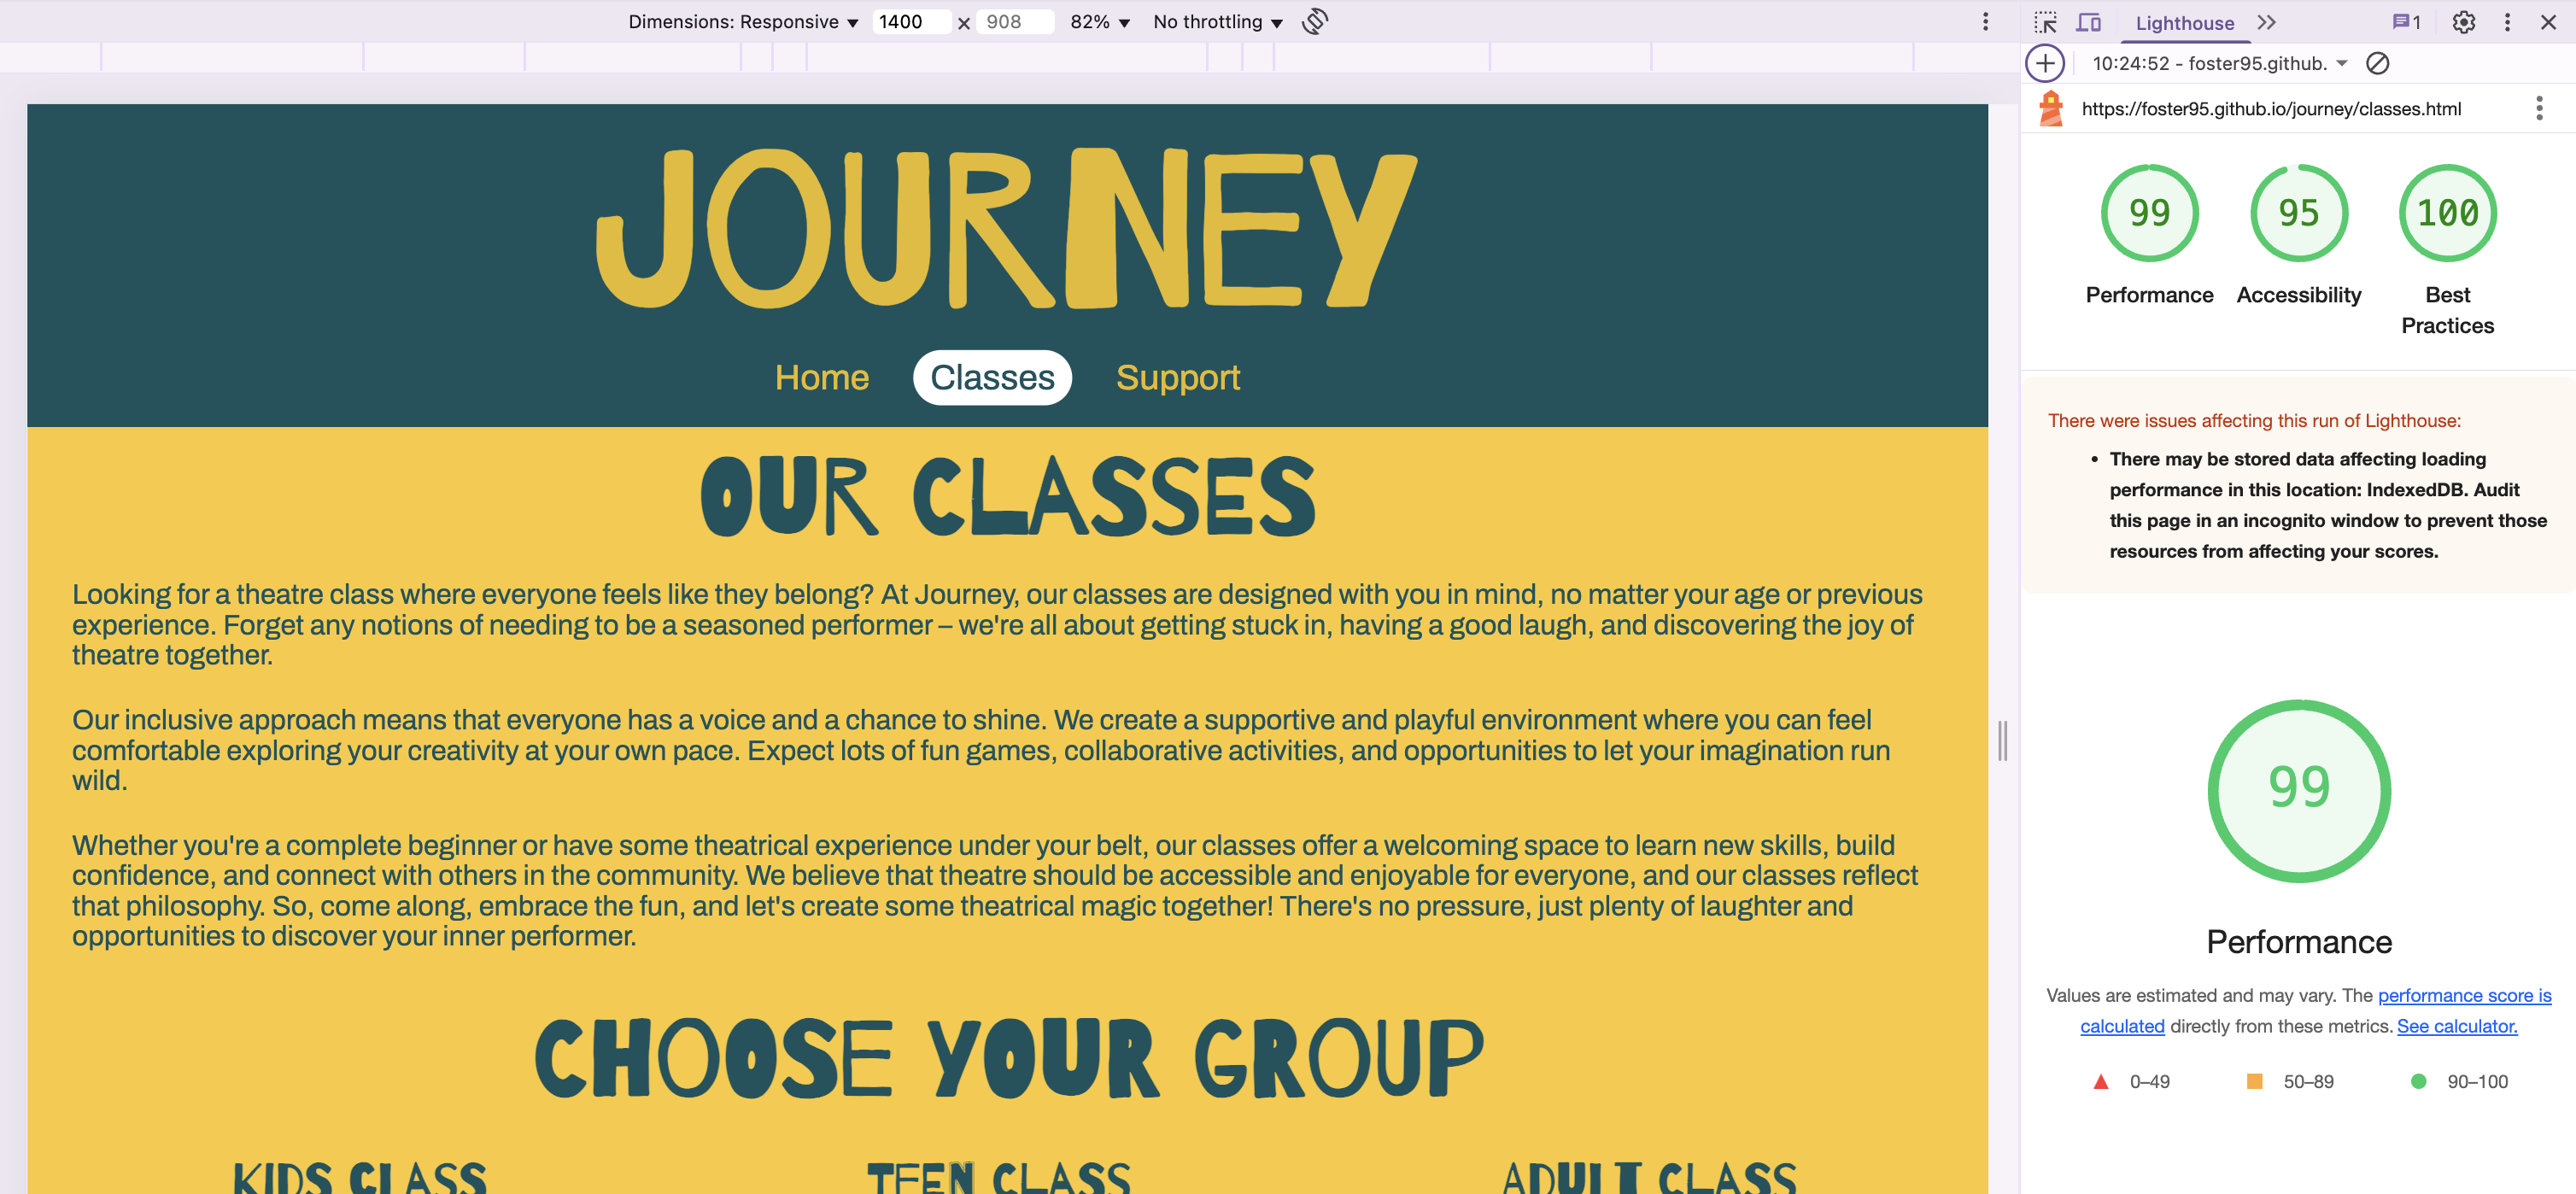 Dimensions: Responsive ▼ 1400 × 908 82% ▼ No throttling ▼
Lighthouse 1
10:24:52 - foster95.github.
https://foster95.github.io/journey/classes.html
JOURNEY
Home Classes Support
OUR CLASSES
Looking for a theatre class where everyone feels like they belong? At Journey, our classes are designed with you in mind, no matter your age or previous
experience. Forget any notions of needing to be a seasoned performer – we're all about getting stuck in, having a good laugh, and discovering the joy of
theatre together.
Our inclusive approach means that everyone has a voice and a chance to shine. We create a supportive and playful environment where you can feel
comfortable exploring your creativity at your own pace. Expect lots of fun games, collaborative activities, and opportunities to let your imagination run
wild.
Whether you're a complete beginner or have some theatrical experience under your belt, our classes offer a welcoming space to learn new skills, build
confidence, and connect with others in the community. We believe that theatre should be accessible and enjoyable for everyone, and our classes reflect
that philosophy. So, come along, embrace the fun, and let's create some theatrical magic together! There's no pressure, just plenty of laughter and
opportunities to discover your inner performer.
CHOOSE YOUR GROUP
KIDS CLASS TEEN CLASS ADULT CLASS
99 95 100
Performance Accessibility Best
Practices
There were issues affecting this run of Lighthouse:
• There may be stored data affecting loading
performance in this location: IndexedDB. Audit
this page in an incognito window to prevent those
resources from affecting your scores.
99
Performance
Values are estimated and may vary. The performance score is
calculated directly from these metrics. See calculator.
0–49 50–89 90–100